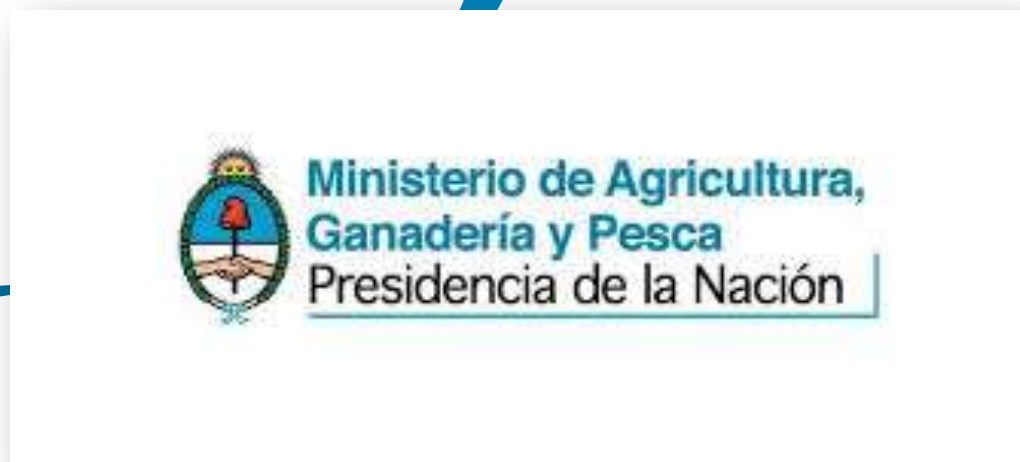 Ministerio de Agricultura,
Ganadería y Pesca
Presidencia de la Nación